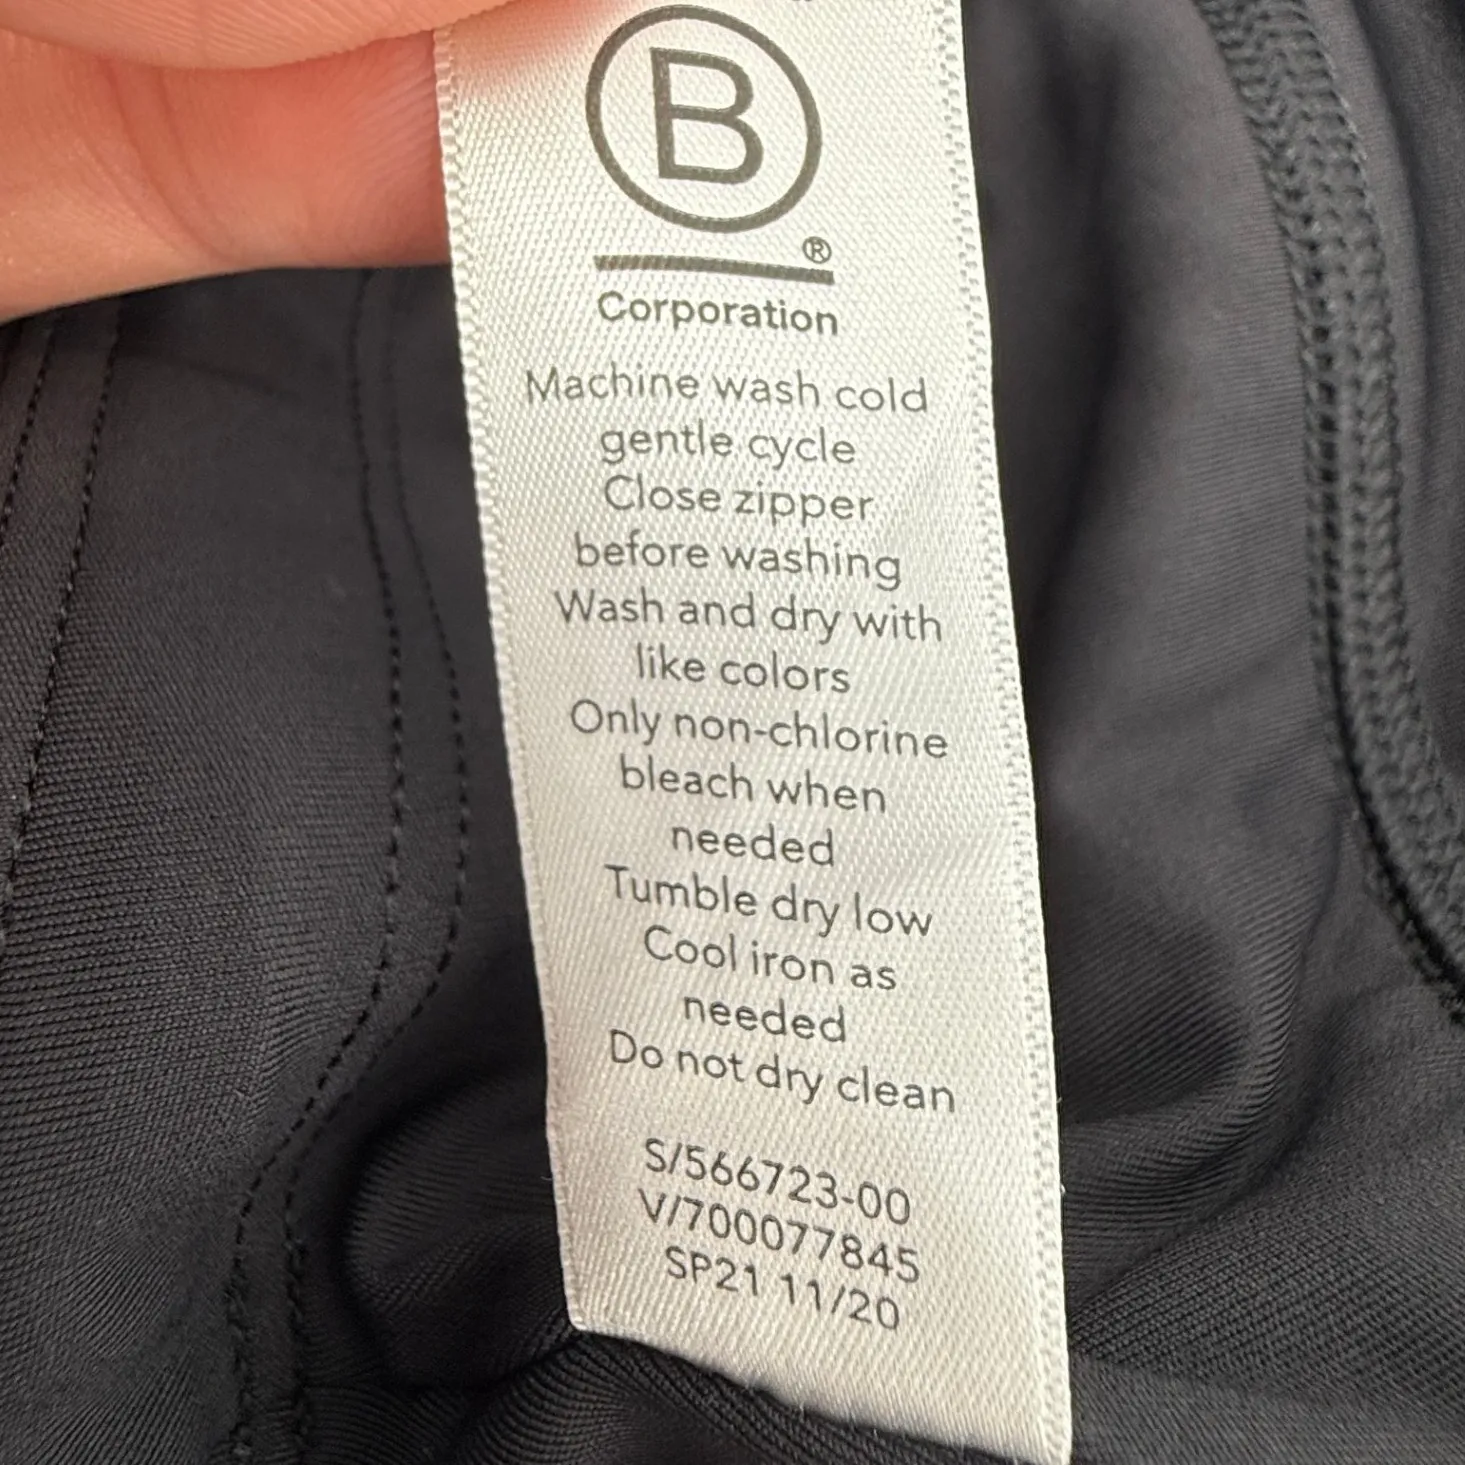 B
®
Corporation
Machine wash cold
gentle cycle
Close zipper
before washing
Wash and dry with
like colors
Only non-chlorine
bleach when
needed
Tumble dry low
Cool iron as
needed
Do not dry clean
S/566723-00
V/700077845
SP21 11/20